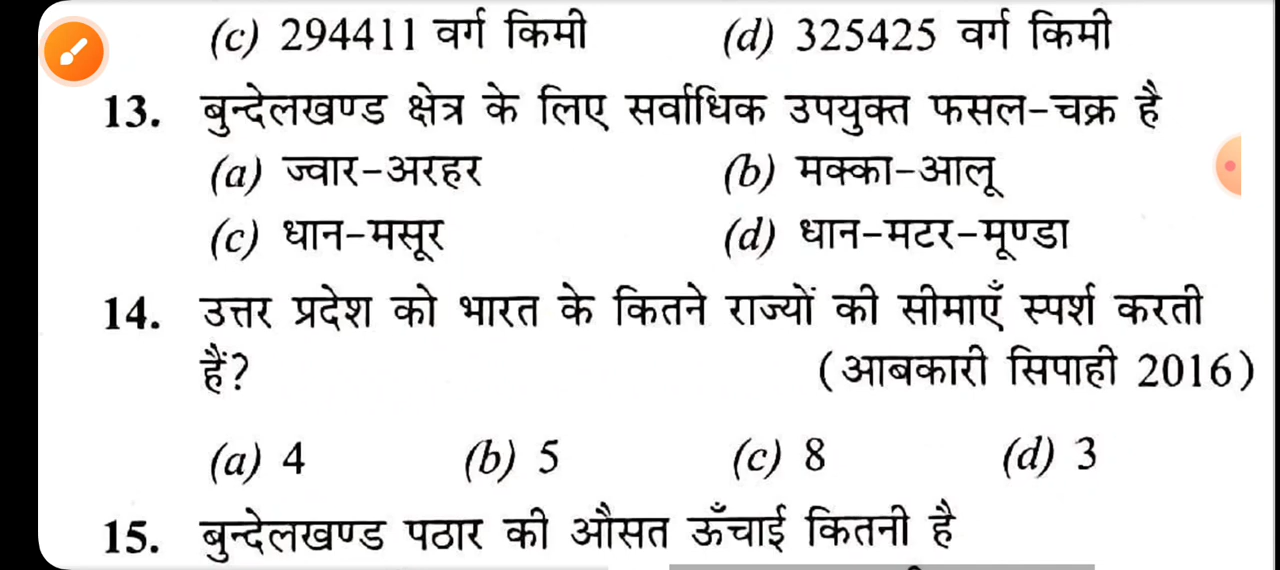 (c) 294411 वर्ग किमी (d) 325425 वर्ग किमी
13. बुन्देलखण्ड क्षेत्र के लिए सर्वाधिक उपयुक्त फसल-चक्र है
(a) ज्वार-अरहर (b) मक्का-आलू
(c) धान-मसूर (d) धान-मटर-मूण्डा
14. उत्तर प्रदेश को भारत के कितने राज्यों की सीमाएँ स्पर्श करती
हैं? (आबकारी सिपाही 2016)
(a) 4 (b) 5 (c) 8 (d) 3
15. बुन्देलखण्ड पठार की औसत ऊँचाई कितनी है